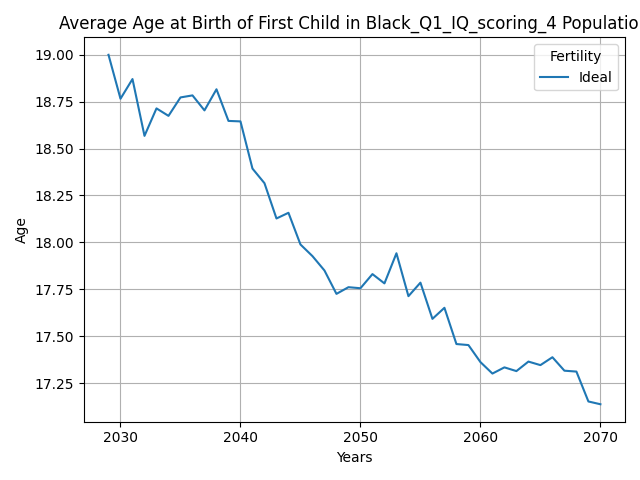 Average Age at Birth of First Child in Black_Q1_IQ_scoring_4 Populatio
19.00
18.75
18.50
18.25
18.00
17.75
17.50
17.25
Age
Fertility
Ideal
2030 2040 2050 2060 2070
Years